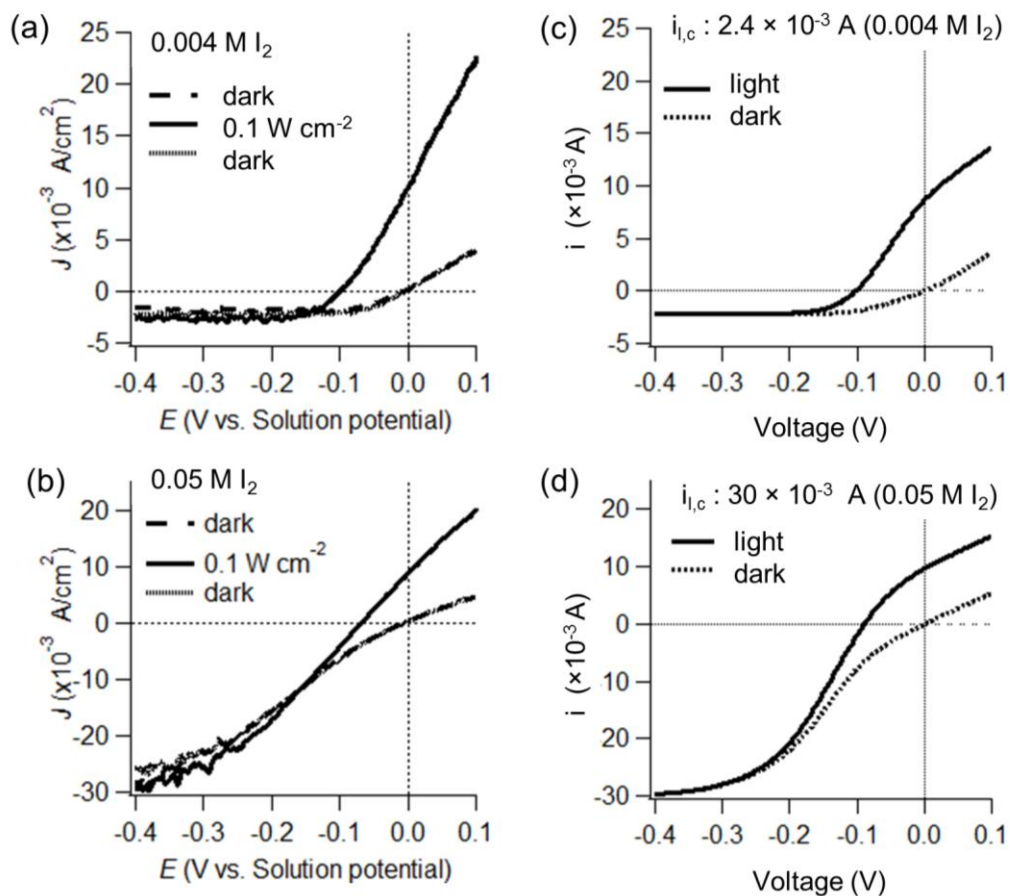 (a)
0.004 M I₂
dark
0.1 W cm⁻²
dark
J (x10⁻³ A/cm²)
25
20
15
10
5
0
-5
-0.4 -0.3 -0.2 -0.1 0.0 0.1
E (V vs. Solution potential)
(c)
i_l,c : 2.4 × 10⁻³ A (0.004 M I₂)
light
dark
i (×10⁻³ A)
25
20
15
10
5
0
-5
-0.4 -0.3 -0.2 -0.1 0.0 0.1
Voltage (V)
(b)
0.05 M I₂
dark
0.1 W cm⁻²
dark
J (x10⁻³ A/cm²)
20
10
0
-10
-20
-30
-0.4 -0.3 -0.2 -0.1 0.0 0.1
E (V vs. Solution potential)
(d)
i_l,c : 30 × 10⁻³ A (0.05 M I₂)
light
dark
i (×10⁻³ A)
20
10
0
10
-20
-30
-0.4 -0.3 -0.2 -0.1 0.0 0.1
Voltage (V)